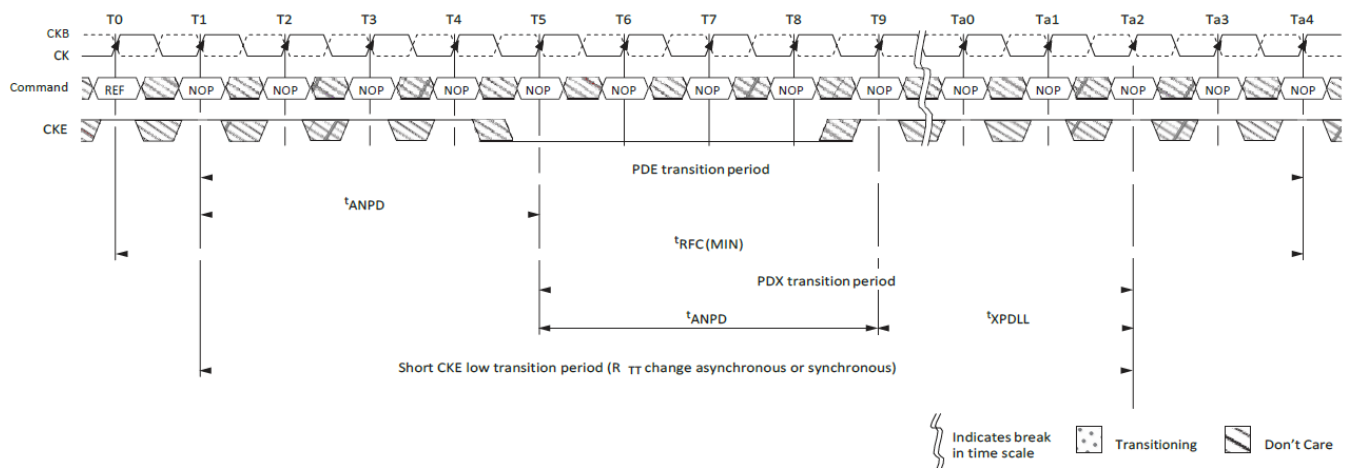 T0 T1 T2 T3 T4 T5 T6 T7 T8 T9 Ta0 Ta1 Ta2 Ta3 Ta4
CKB
CK
Command REF NOP NOP NOP NOP NOP NOP NOP NOP NOP NOP NOP NOP NOP NOP
CKE
PDE transition period
tANPD
tRFC (MIN)
PDX transition period
tANPD tXPDLL
Short CKE low transition period (R TT change asynchronous or synchronous)
Indicates break
in time scale
Transitioning
Don't Care